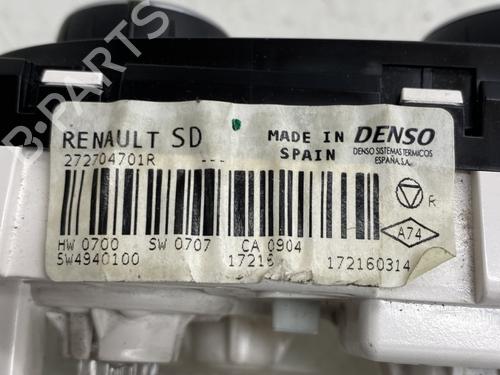 B-PARTS
RENAULT SD
MADE IN
SPAIN
DENSO
DENSO SISTEMAS TERMICOS
ESPAÑA, S.A.
272704701R ---
R
A74
HW 0700 SW 0707 CA 0904
5W4940100 17216 172160314